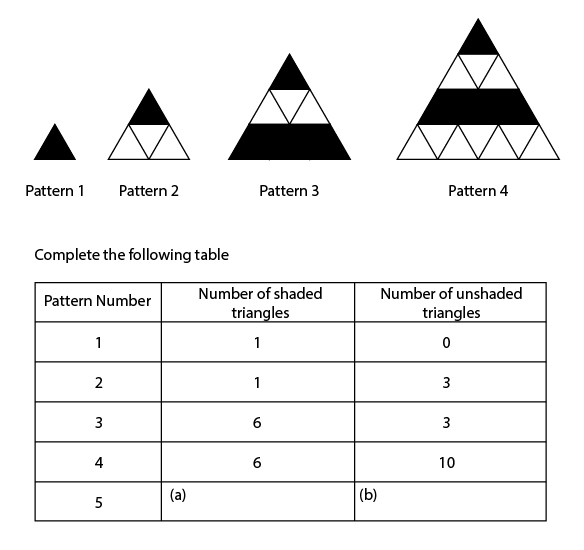 Pattern 1 Pattern 2 Pattern 3 Pattern 4
Complete the following table
Pattern Number Number of shaded triangles Number of unshaded triangles
1 1 0
2 1 3
3 6 3
4 6 10
5 (a) (b)